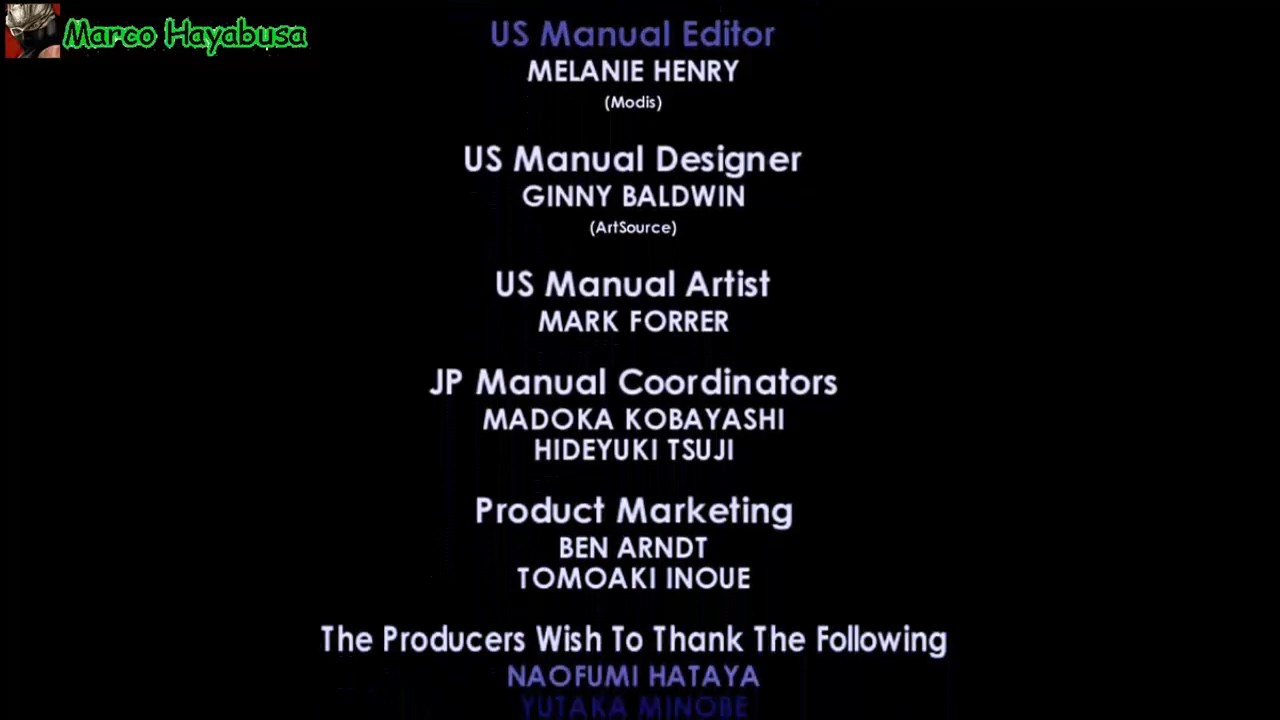 Marco Hayabusa
US Manual Editor
MELANIE HENRY
(Modis)
US Manual Designer
GINNY BALDWIN
(ArtSource)
US Manual Artist
MARK FORRER
JP Manual Coordinators
MADOKA KOBAYASHI
HIDEYUKI TSUJI
Product Marketing
BEN ARNDT
TOMOAKI INOUE
The Producers Wish To Thank The Following
NAOFUMI HATAYA
YUTAKA MINOBE